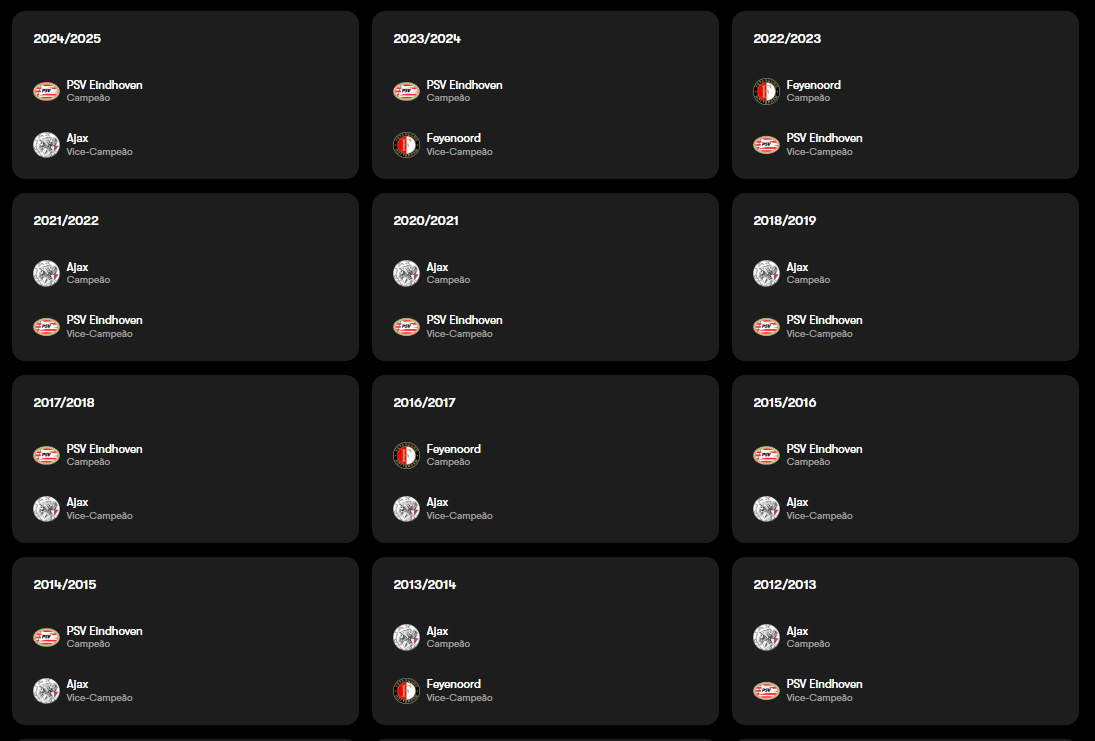 2024/2025
PSV Eindhoven
Campeão
Ajax
Vice-Campeão
2023/2024
PSV Eindhoven
Campeão
Feyenoord
Vice-Campeão
2022/2023
Feyenoord
Campeão
PSV Eindhoven
Vice-Campeão
2021/2022
Ajax
Campeão
PSV Eindhoven
Vice-Campeão
2020/2021
Ajax
Campeão
PSV Eindhoven
Vice-Campeão
2018/2019
Ajax
Campeão
PSV Eindhoven
Vice-Campeão
2017/2018
PSV Eindhoven
Campeão
Ajax
Vice-Campeão
2016/2017
Feyenoord
Campeão
Ajax
Vice-Campeão
2015/2016
PSV Eindhoven
Campeão
Ajax
Vice-Campeão
2014/2015
PSV Eindhoven
Campeão
Ajax
Vice-Campeão
2013/2014
Ajax
Campeão
Feyenoord
Vice-Campeão
2012/2013
Ajax
Campeão
PSV Eindhoven
Vice-Campeão